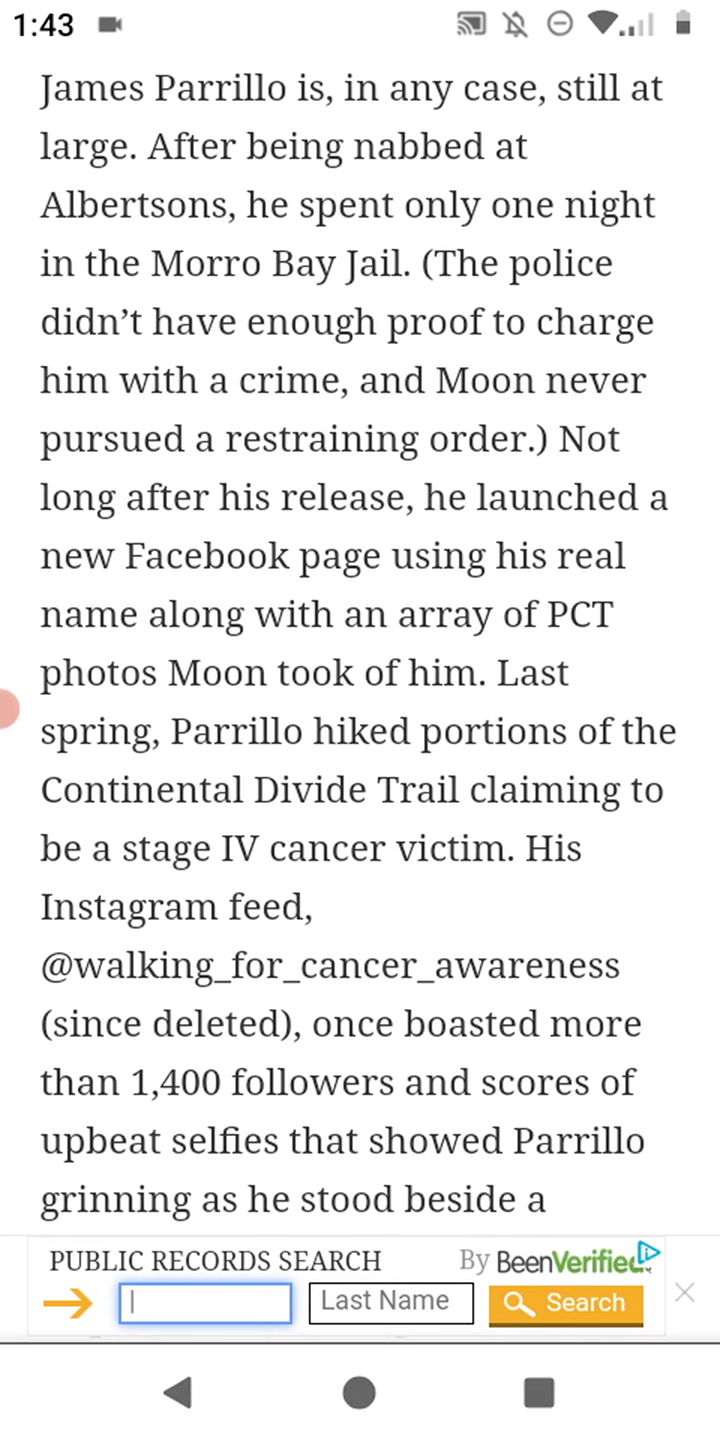 1:43
James Parrillo is, in any case, still at
large. After being nabbed at
Albertsons, he spent only one night
in the Morro Bay Jail. (The police
didn’t have enough proof to charge
him with a crime, and Moon never
pursued a restraining order.) Not
long after his release, he launched a
new Facebook page using his real
name along with an array of PCT
photos Moon took of him. Last
spring, Parrillo hiked portions of the
Continental Divide Trail claiming to
be a stage IV cancer victim. His
Instagram feed,
@walking_for_cancer_awareness
(since deleted), once boasted more
than 1,400 followers and scores of
upbeat selfies that showed Parrillo
grinning as he stood beside a
PUBLIC RECORDS SEARCH By BeenVerified
Last Name Search